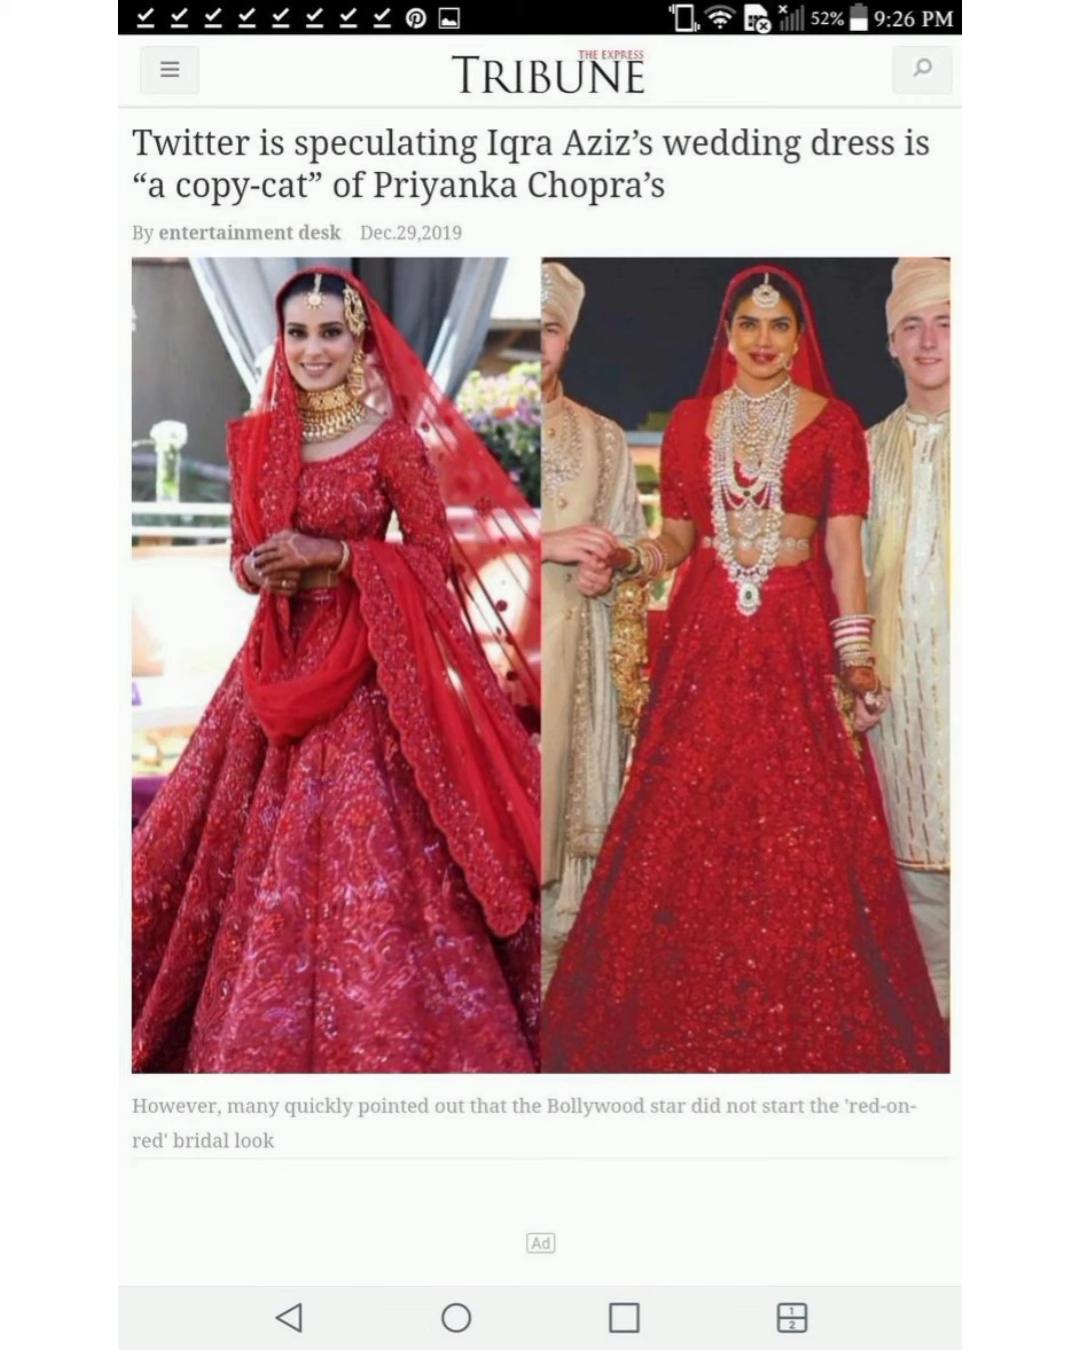 52% 9:26 PM
THE EXPRESS
TRIBUNE
Twitter is speculating Iqra Aziz’s wedding dress is
“a copy-cat” of Priyanka Chopra’s
By entertainment desk Dec.29,2019
However, many quickly pointed out that the Bollywood star did not start the 'red-on-
red' bridal look
Ad
1
2